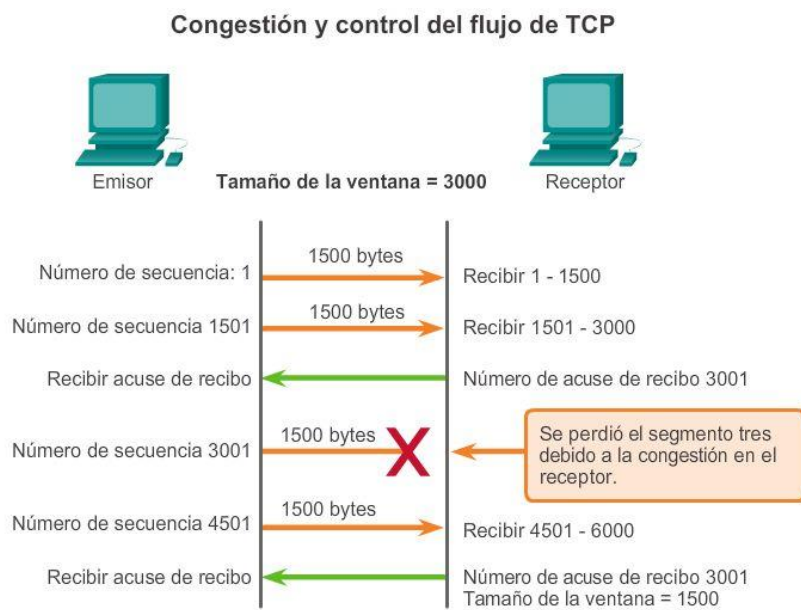 Congestión y control del flujo de TCP
Emisor
Tamaño de la ventana = 3000
Receptor
Número de secuencia: 1
1500 bytes
Recibir 1 - 1500
Número de secuencia 1501
1500 bytes
Recibir 1501 - 3000
Recibir acuse de recibo
Número de acuse de recibo 3001
Número de secuencia 3001
1500 bytes
X
Se perdió el segmento tres
debido a la congestión en el
receptor.
Número de secuencia 4501
1500 bytes
Recibir 4501 - 6000
Recibir acuse de recibo
Número de acuse de recibo 3001
Tamaño de la ventana = 1500